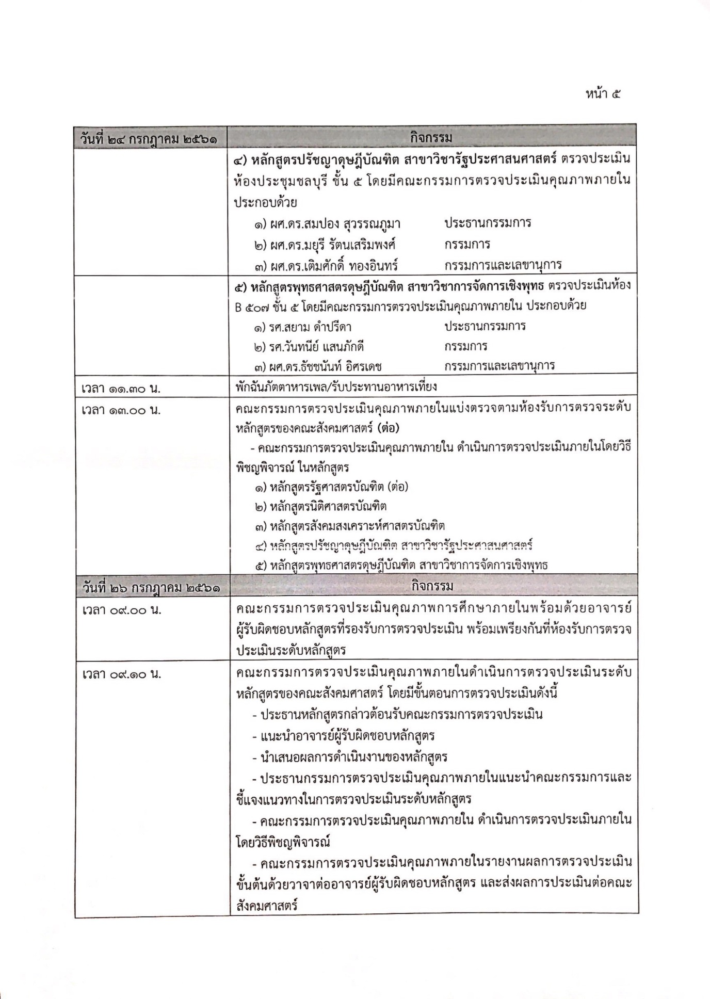 หน้า ๕
วันที่ ๒๔ กรกฎาคม ๒๕๖๑ กิจกรรม
๔) หลักสูตรปรัชญาดุษฎีบัณฑิต สาขาวิชารัฐประศาสนศาสตร์ ตรวจประเมิน
ห้องประชุมชลบุรี ชั้น ๕ โดยมีคณะกรรมการตรวจประเมินคุณภาพภายใน
ประกอบด้วย
๑) ผศ.ดร.สมปอง สุวรรณภูมา ประธานกรรมการ
๒) ผศ.ดร.มยุรี รัตนเสริมพงศ์ กรรมการ
๓) ผศ.ดร.เติมศักดิ์ ทองอินทร์ กรรมการและเลขานุการ
๕) หลักสูตรพุทธศาสตรดุษฎีบัณฑิต สาขาวิชาการจัดการเชิงพุทธ ตรวจประเมินห้อง
B ๕๐๗ ชั้น ๕ โดยมีคณะกรรมการตรวจประเมินคุณภาพภายใน ประกอบด้วย
๑) รศ.สยาม ดำปรีดา ประธานกรรมการ
๒) รศ.วันทนีย์ แสนภักดี กรรมการ
๓) ผศ.ดร.ธัชชนันท์ อิศรเดช กรรมการและเลขานุการ
เวลา ๑๑.๓๐ น. พักฉันภัตตาหารเพล/รับประทานอาหารเที่ยง
เวลา ๑๓.๐๐ น. คณะกรรมการตรวจประเมินคุณภาพภายในแบ่งตรวจตามห้องรับการตรวจระดับ
หลักสูตรของคณะสังคมศาสตร์ (ต่อ)
- คณะกรรมการตรวจประเมินคุณภาพภายใน ดำเนินการตรวจประเมินภายในโดยวิธี
พิชญพิจารณ์ ในหลักสูตร
๑) หลักสูตรรัฐศาสตรบัณฑิต (ต่อ)
๒) หลักสูตรนิติศาสตรบัณฑิต
๓) หลักสูตรสังคมสงเคราะห์ศาสตรบัณฑิต
๔) หลักสูตรปรัชญาดุษฎีบัณฑิต สาขาวิชารัฐประศาสนศาสตร์
๕) หลักสูตรพุทธศาสตรดุษฎีบัณฑิต สาขาวิชาการจัดการเชิงพุทธ
วันที่ ๒๖ กรกฎาคม ๒๕๖๑ กิจกรรม
เวลา ๐๙.๐๐ น. คณะกรรมการตรวจประเมินคุณภาพการศึกษาภายในพร้อมด้วยอาจารย์
ผู้รับผิดชอบหลักสูตรที่รองรับการตรวจประเมิน พร้อมเพรียงกันที่ห้องรับการตรวจ
ประเมินระดับหลักสูตร
เวลา ๐๙.๑๐ น. คณะกรรมการตรวจประเมินคุณภาพภายในดำเนินการตรวจประเมินระดับ
หลักสูตรของคณะสังคมศาสตร์ โดยมีขั้นตอนการตรวจประเมินดังนี้
- ประธานหลักสูตรกล่าวต้อนรับคณะกรรมการตรวจประเมิน
- แนะนำอาจารย์ผู้รับผิดชอบหลักสูตร
- นำเสนอผลการดำเนินงานของหลักสูตร
- ประธานกรรมการตรวจประเมินคุณภาพภายในแนะนำคณะกรรมการและ
ชี้แจงแนวทางในการตรวจประเมินระดับหลักสูตร
- คณะกรรมการตรวจประเมินคุณภาพภายใน ดำเนินการตรวจประเมินภายใน
โดยวิธีพิชญพิจารณ์
- คณะกรรมการตรวจประเมินคุณภาพภายในรายงานผลการตรวจประเมิน
ขั้นต้นด้วยวาจาต่ออาจารย์ผู้รับผิดชอบหลักสูตร และส่งผลการประเมินต่อคณะ
สังคมศาสตร์